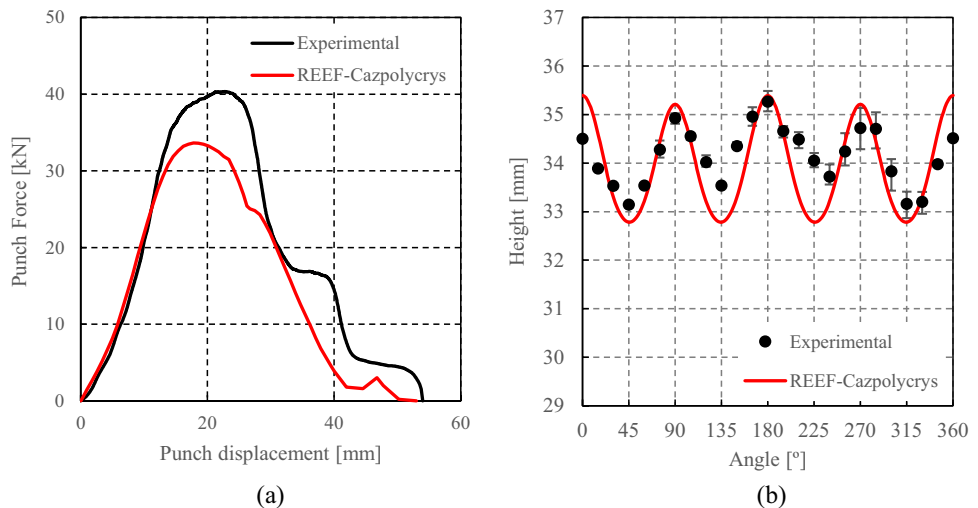 50
40
30
20
10
0
0 20 40 60
Punch Force [kN]
Punch displacement [mm]
Experimental
REEF-Cazpolycrys
(a)
37
36
35
34
33
32
31
30
29
0 45 90 135 180 225 270 315 360
Height [mm]
Angle [º]
Experimental
REEF-Cazpolycrys
(b)